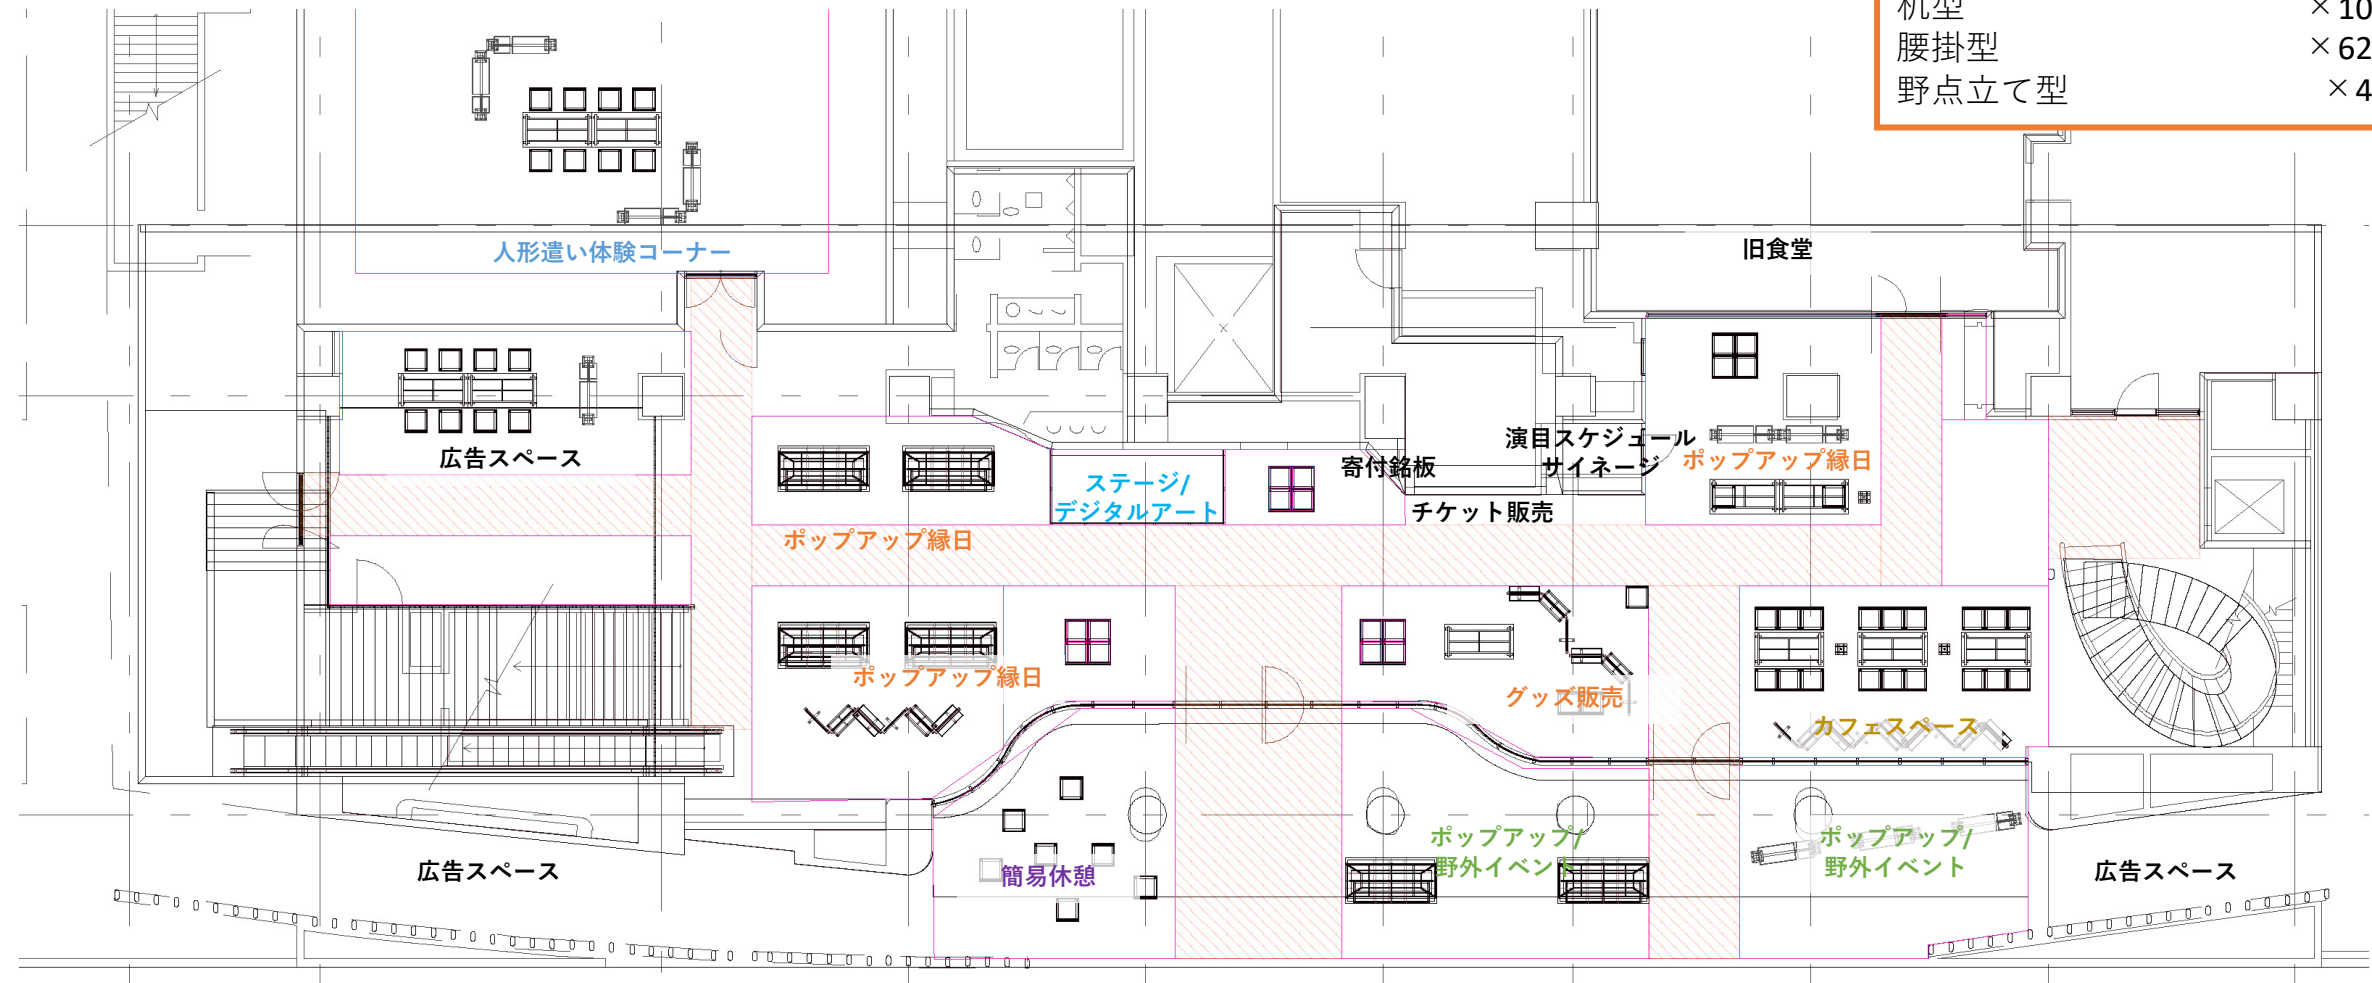 机型 ×10
腰掛型 ×62
野点立て型 ×4
人形遣い体験コーナー
旧食堂
広告スペース
演目スケジュール
サイネージ
寄付銘板
ポップアップ縁日
ステージ/
デジタルアート
チケット販売
ポップアップ縁日
ポップアップ縁日
グッズ販売
カフェスペース
ポップアップ/
野外イベント
ポップアップ/
野外イベント
簡易休憩
広告スペース
広告スペース